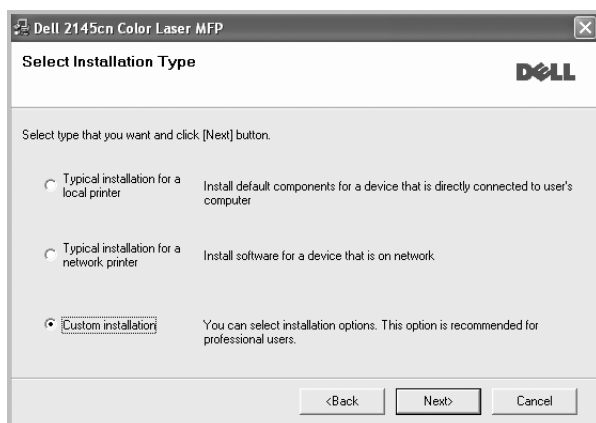 Dell 2145cn Color Laser MFP
Select Installation Type
DELL
Select type that you want and click [Next] button.
Typical installation for a
local printer
Install default components for a device that is directly connected to user's
computer
Typical installation for a
network printer
Install software for a device that is on network
Custom installation
You can select installation options. This option is recommended for
professional users.
<Back
Next>
Cancel